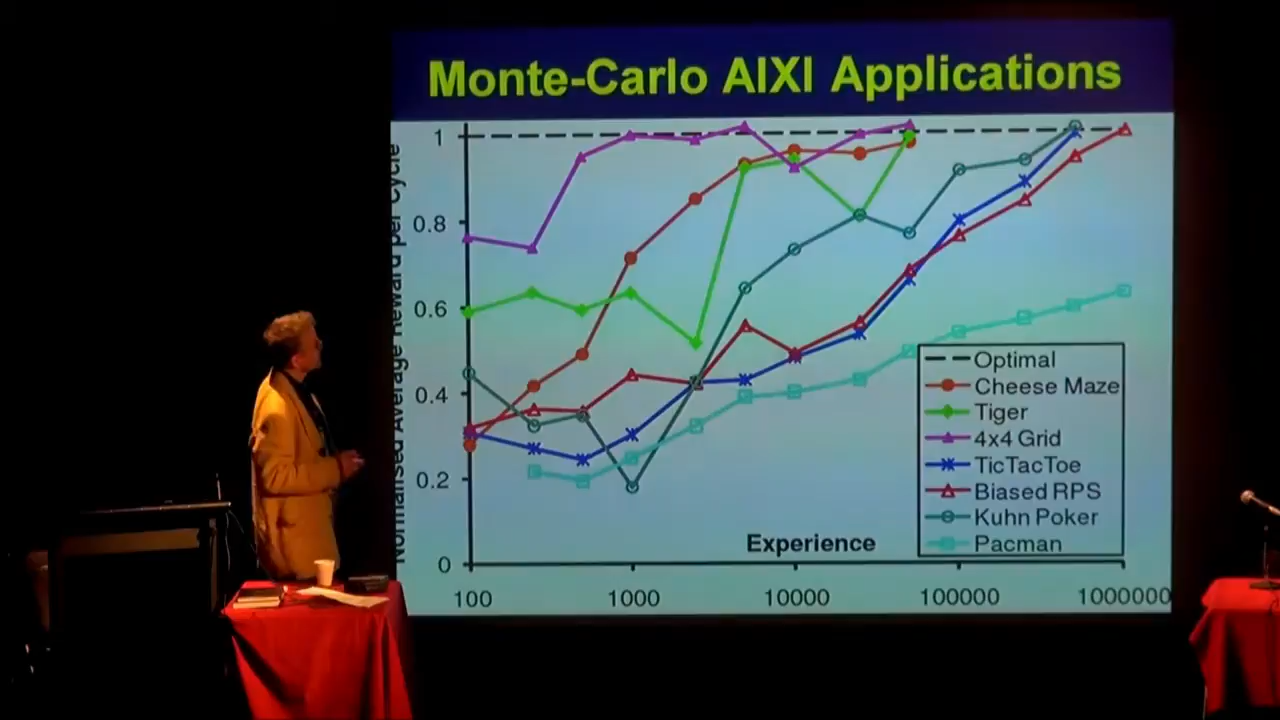 Monte-Carlo AIXI Applications
Normalised Average Reward per Cycle
1
0.8
0.6
0.4
0.2
0
Optimal
Cheese Maze
Tiger
4x4 Grid
TicTacToe
Biased RPS
Kuhn Poker
Pacman
Experience
100
1000
10000
100000
1000000